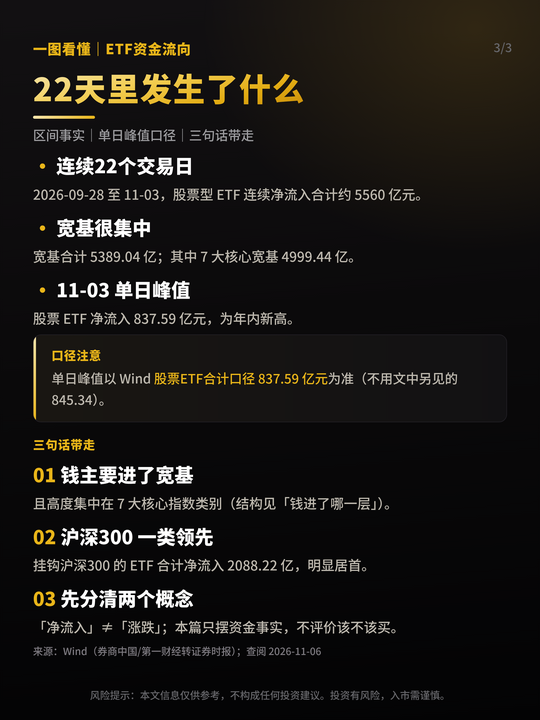 一图看懂｜ETF资金流向
3/3
22天里发生了什么
区间事实｜单日峰值口径｜三句话带走
• 连续22个交易日
2026-09-28 至 11-03，股票型 ETF 连续净流入合计约 5560 亿元。
• 宽基很集中
宽基合计 5389.04 亿；其中 7 大核心宽基 4999.44 亿。
• 11-03 单日峰值
股票 ETF 净流入 837.59 亿元，为年内新高。
口径注意
单日峰值以 Wind 股票ETF合计口径 837.59 亿元为准（不用文中另见的
845.34）。
三句话带走
01 钱主要进了宽基
且高度集中在 7 大核心指数类别（结构见「钱进了哪一层」）。
02 沪深300 一类领先
挂钩沪深300 的 ETF 合计净流入 2088.22 亿，明显居首。
03 先分清两个概念
「净流入」≠「涨跌」；本篇只摆资金事实，不评价该不该买。
来源：Wind（券商中国/第一财经转证券时报）；查阅 2026-11-06
风险提示：本文信息仅供参考，不构成任何投资建议。投资有风险，入市需谨慎。